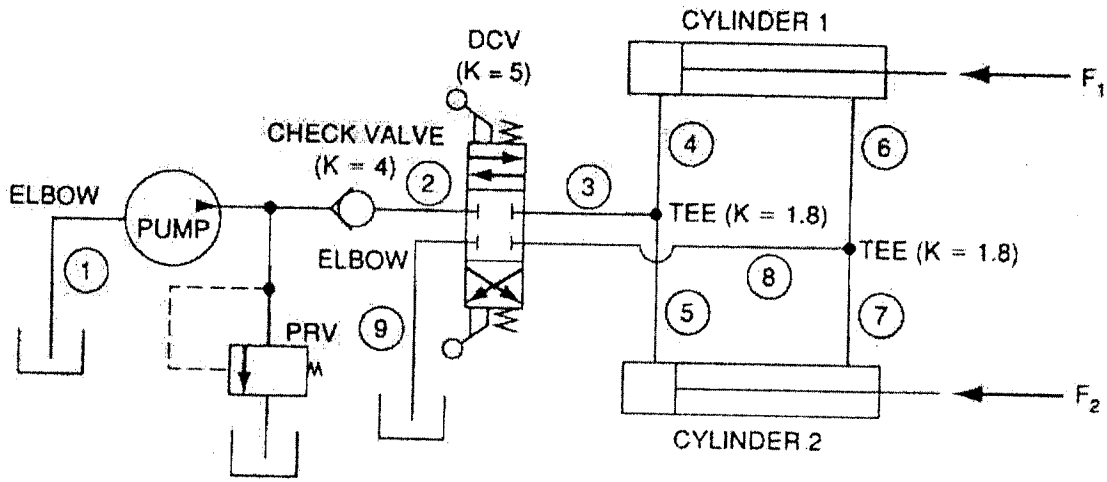 CYLINDER 1
DCV
(K = 5)
F₁
CHECK VALVE
(K = 4)
4
6
2
3
ELBOW
PUMP
TEE (K = 1.8)
ELBOW
TEE (K = 1.8)
1
8
9
PRV
5
7
F₂
CYLINDER 2